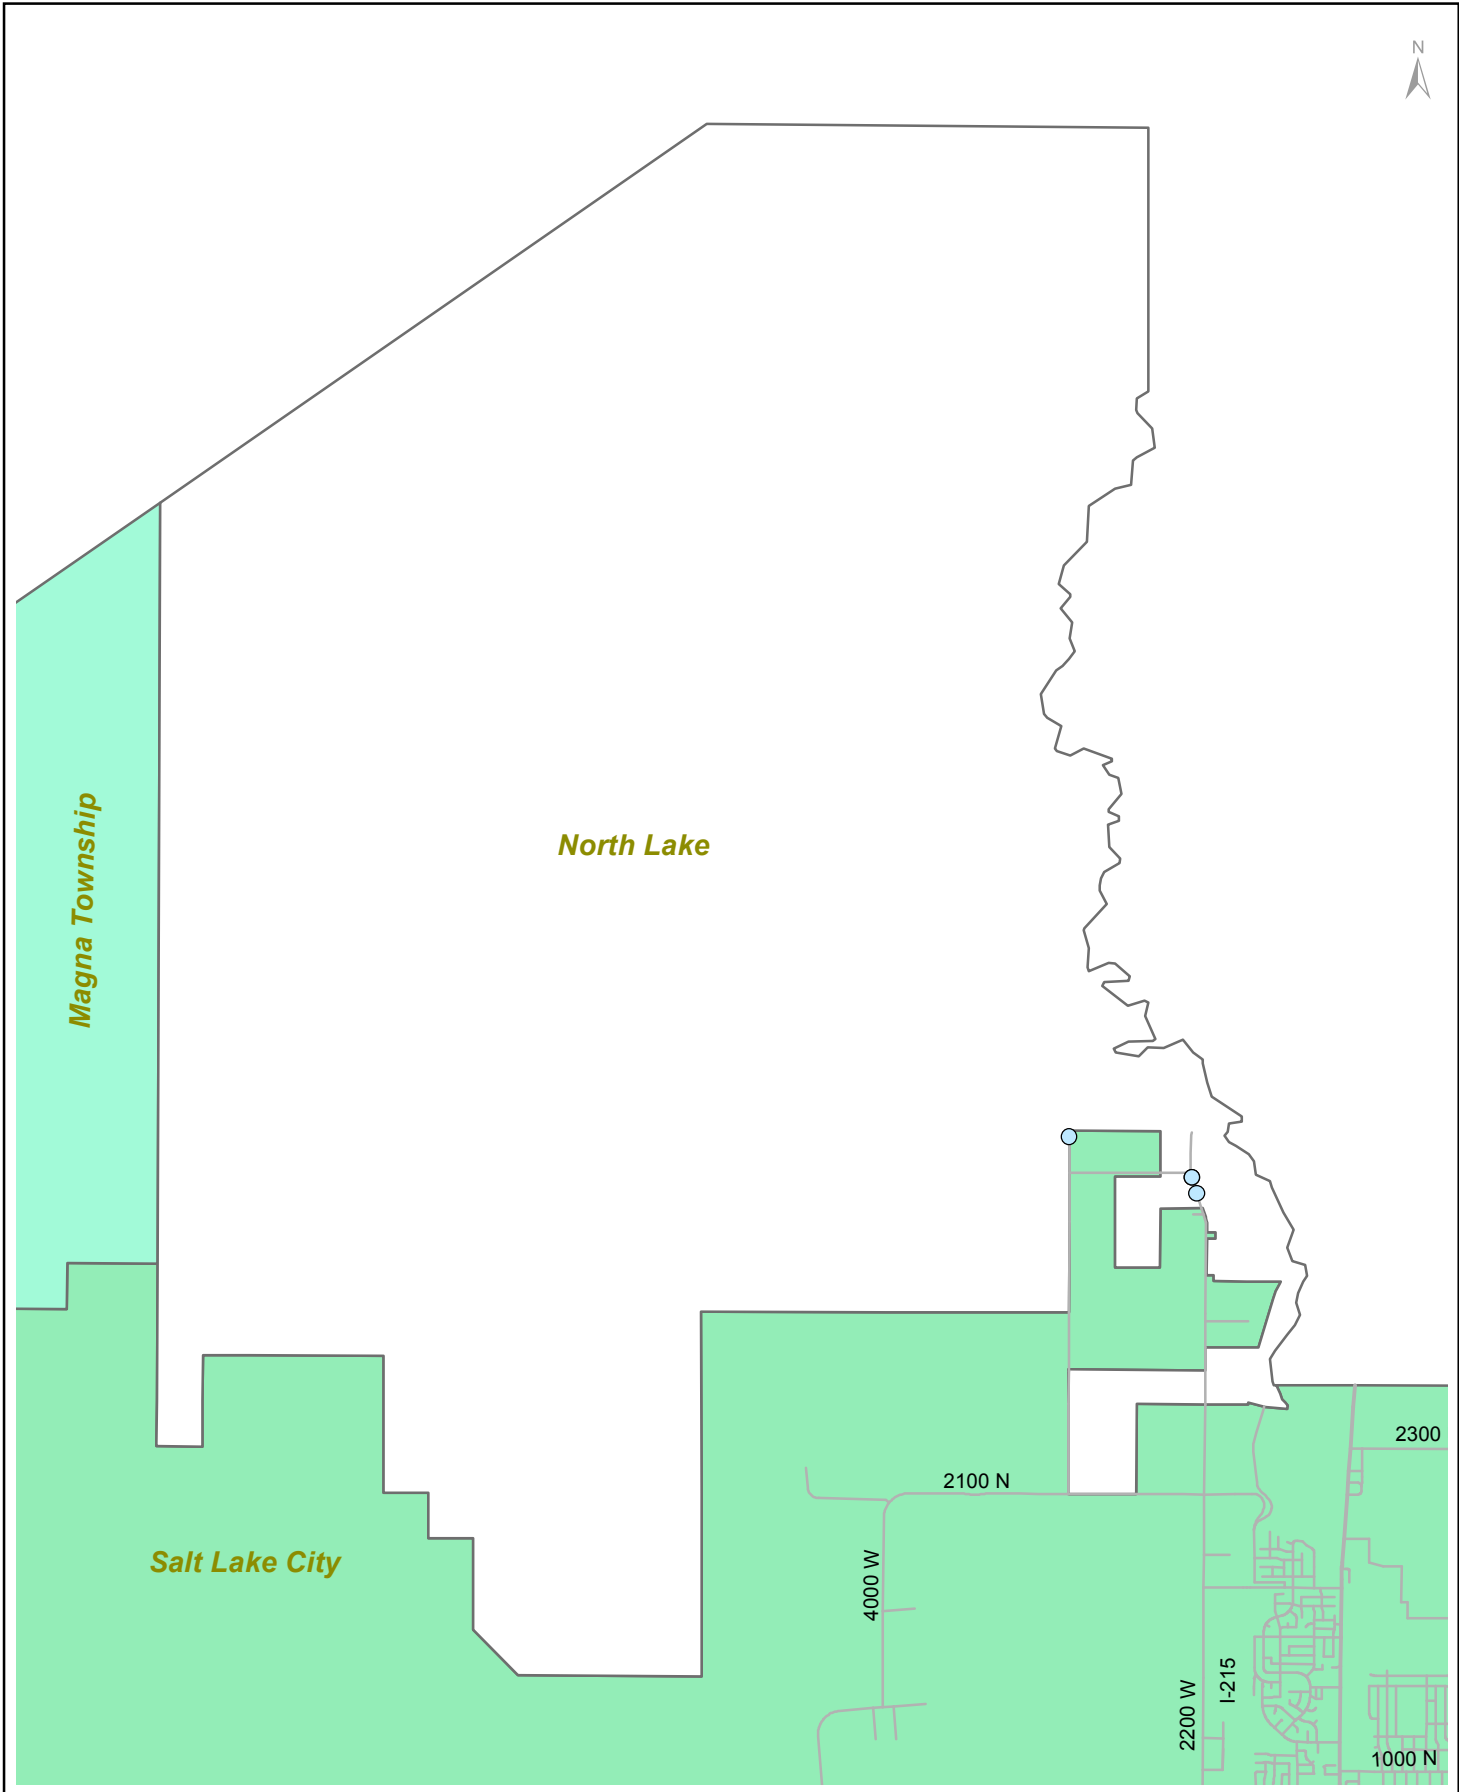 N
North Lake
Magna Township
2300
2100 N
Salt Lake City
4000 W
I-215
2200 W
1000 N